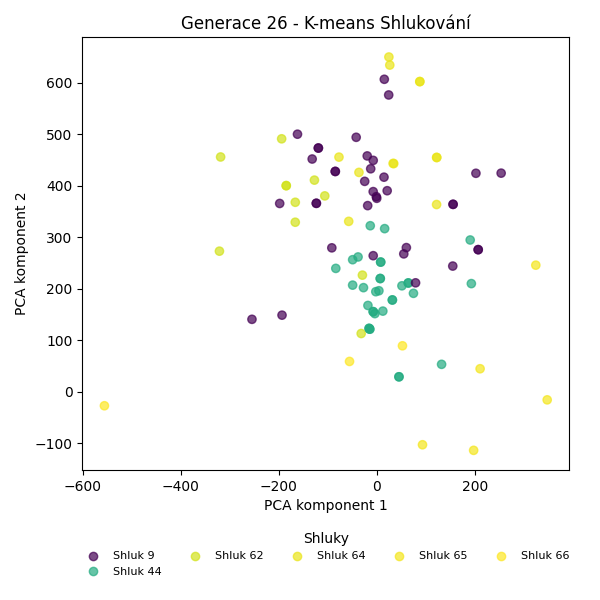 Generace 26 - K-means Shlukování
600
500
400
300
200
100
0
−100
PCA komponent 2
−600 −400 −200 0 200
PCA komponent 1
Shluky
Shluk 9 Shluk 62 Shluk 64 Shluk 65 Shluk 66
Shluk 44